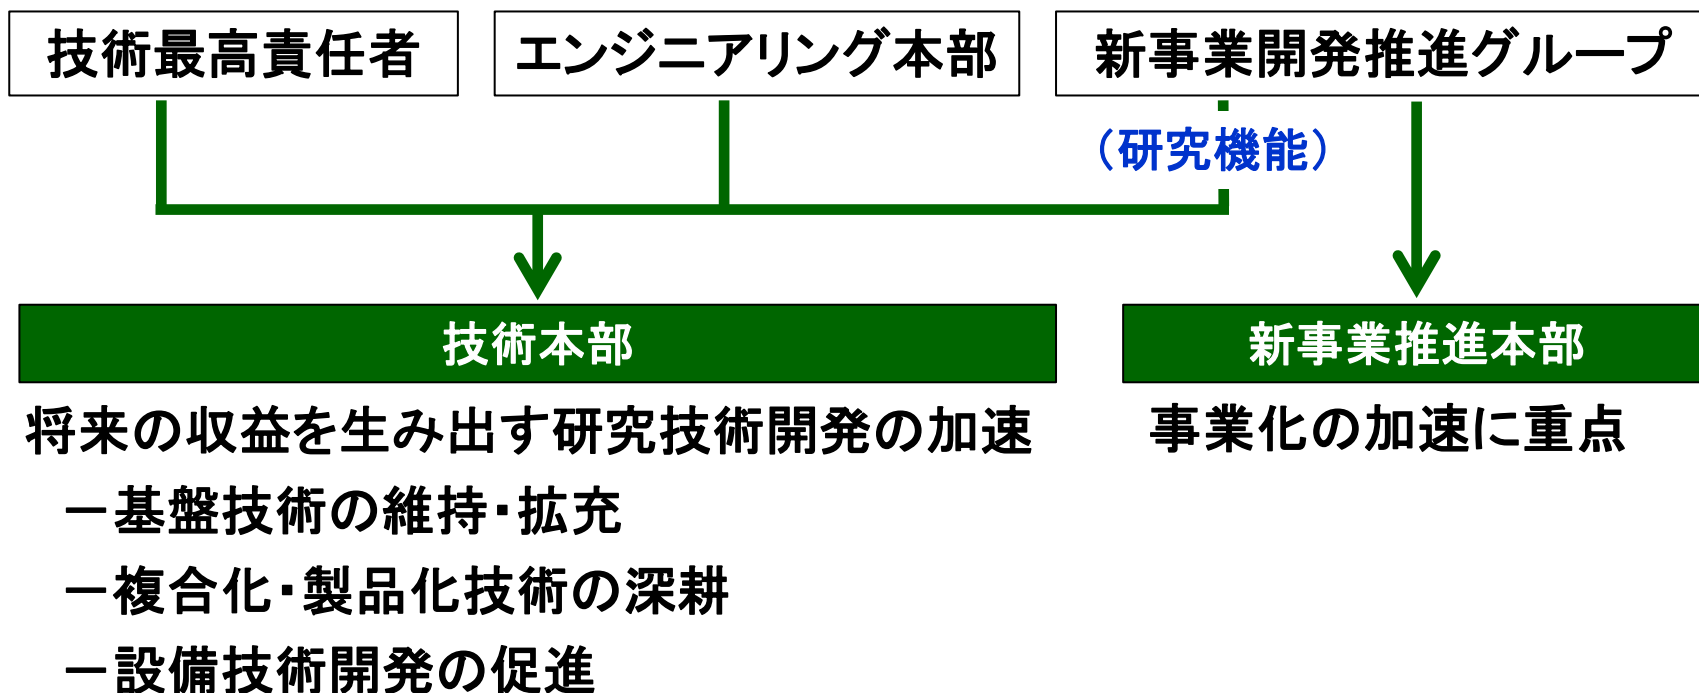 技術最高責任者
エンジニアリング本部
新事業開発推進グループ
（研究機能）
技術本部
新事業推進本部
将来の収益を生み出す研究技術開発の加速
事業化の加速に重点
－基盤技術の維持・拡充
－複合化・製品化技術の深耕
－設備技術開発の促進